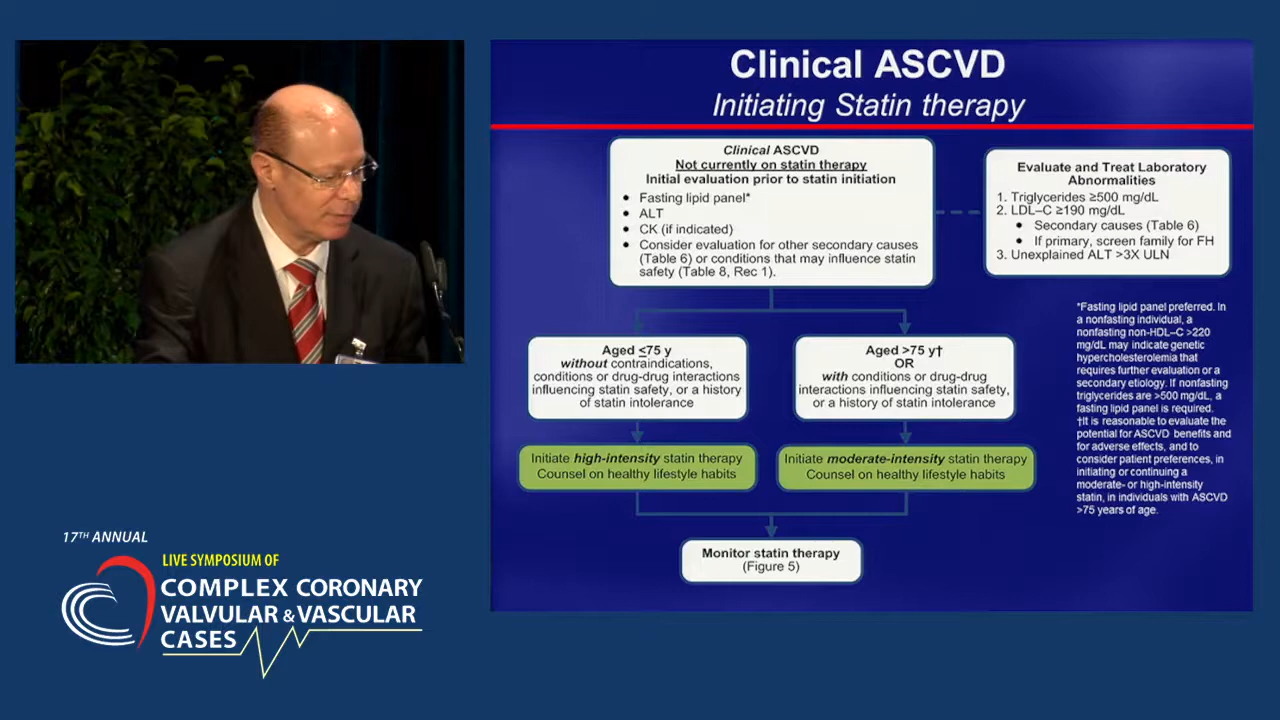 Clinical ASCVD
Initiating Statin therapy
Clinical ASCVD
Not currently on statin therapy
Initial evaluation prior to statin initiation
• Fasting lipid panel*
• ALT
• CK (if indicated)
• Consider evaluation for other secondary causes
(Table 6) or conditions that may influence statin
safety (Table 8, Rec 1).
Evaluate and Treat Laboratory
Abnormalities
1. Triglycerides ≥500 mg/dL
2. LDL–C ≥190 mg/dL
• Secondary causes (Table 6)
• If primary, screen family for FH
3. Unexplained ALT >3X ULN
Aged ≤75 y
without contraindications,
conditions or drug-drug interactions
influencing statin safety, or a history
of statin intolerance
Aged >75 y†
OR
with conditions or drug-drug
interactions influencing statin safety,
or a history of statin intolerance
Initiate high-intensity statin therapy
Counsel on healthy lifestyle habits
Initiate moderate-intensity statin therapy
Counsel on healthy lifestyle habits
Monitor statin therapy
(Figure 5)
*Fasting lipid panel preferred. In
a nonfasting individual, a
nonfasting non-HDL–C >220
mg/dL may indicate genetic
hypercholesterolemia that
requires further evaluation or a
secondary etiology. If nonfasting
triglycerides are >500 mg/dL, a
fasting lipid panel is required.
†It is reasonable to evaluate the
potential for ASCVD benefits and
for adverse effects, and to
consider patient preferences, in
initiating or continuing a
moderate- or high-intensity
statin, in individuals with ASCVD
>75 years of age.
17TH ANNUAL
LIVE SYMPOSIUM OF
COMPLEX CORONARY
VALVULAR & VASCULAR
CASES